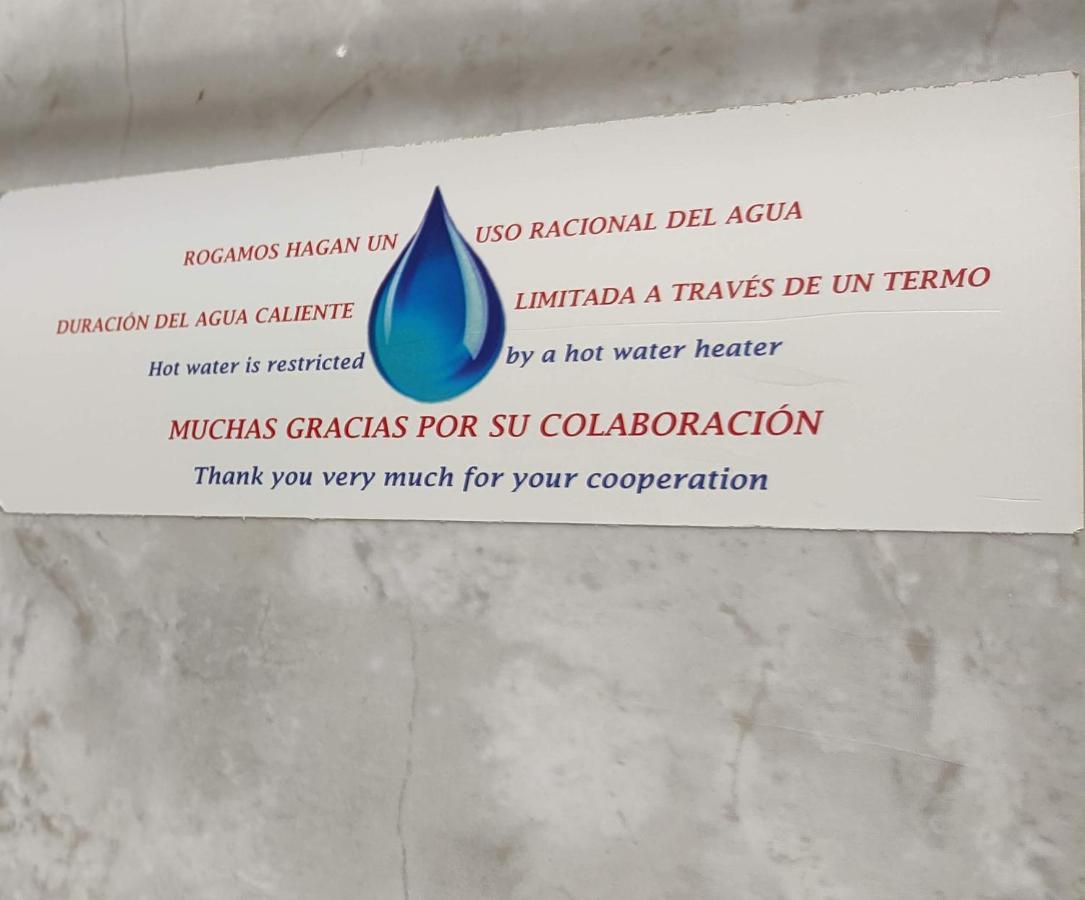 ROGAMOS HAGAN UN USO RACIONAL DEL AGUA
DURACIÓN DEL AGUA CALIENTE LIMITADA A TRAVÉS DE UN TERMO
Hot water is restricted by a hot water heater
MUCHAS GRACIAS POR SU COLABORACIÓN
Thank you very much for your cooperation